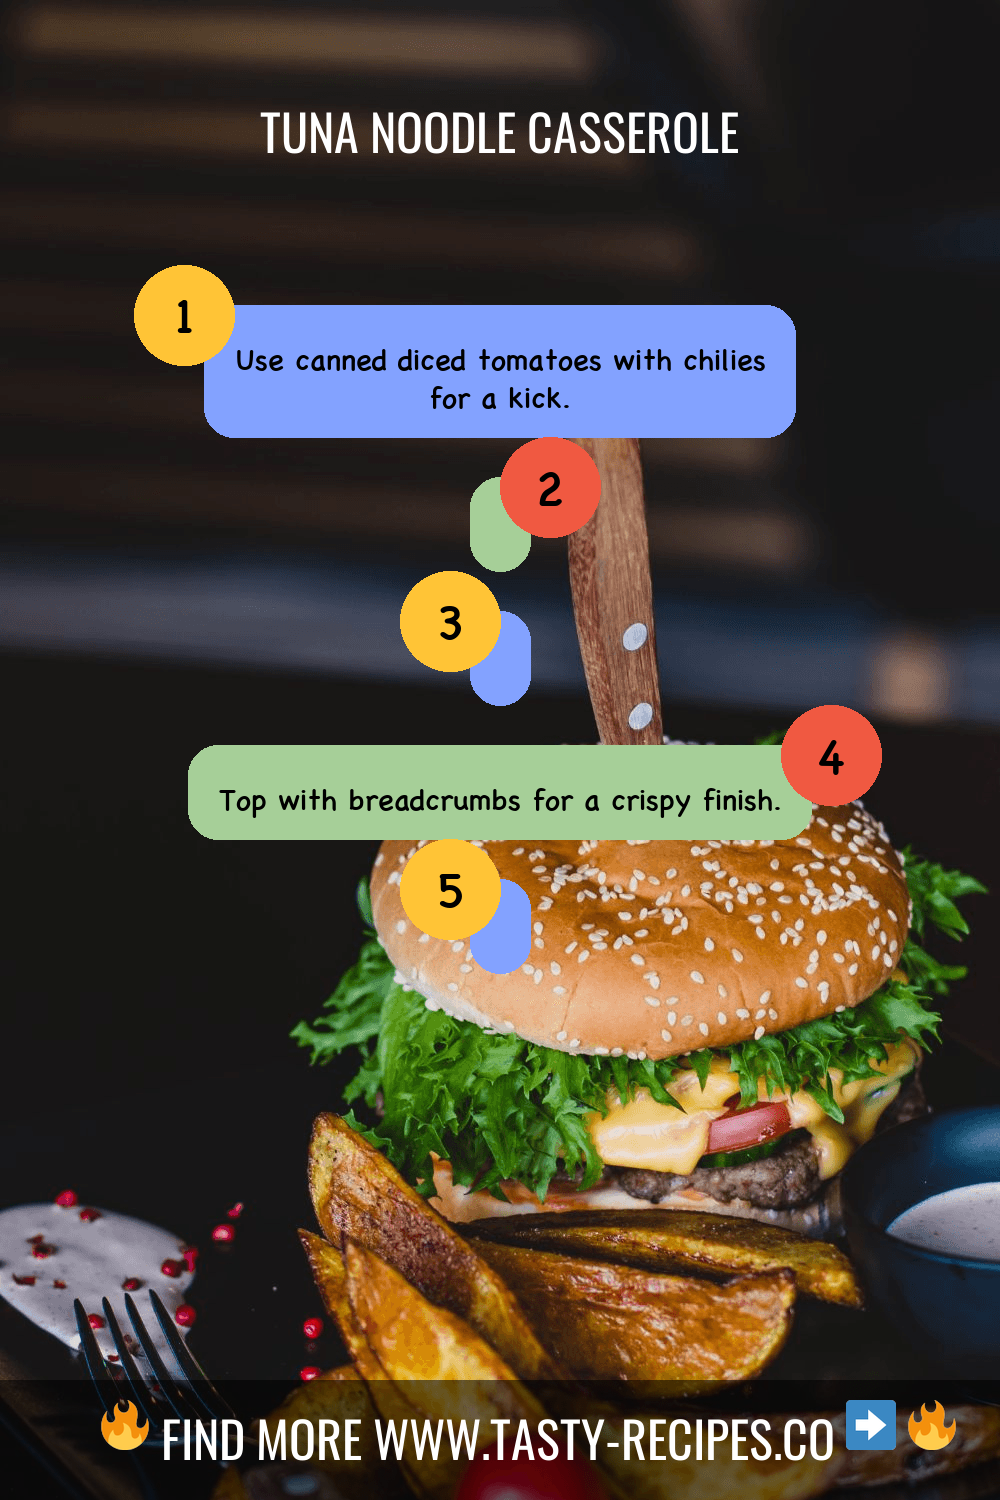 TUNA NOODLE CASSEROLE
1
Use canned diced tomatoes with chilies
for a kick.
2
3
4
Top with breadcrumbs for a crispy finish.
5
FIND MORE WWW.TASTY-RECIPES.CO